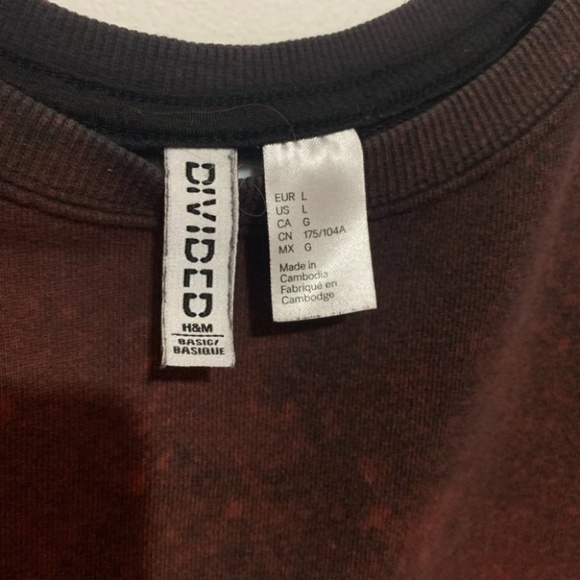 DIVIDED
H&M
BASIC/
BASIQUE
EUR L
US L
CA G
CN 175/104A
MX G
Made in
Cambodia
Fabriqué en
Cambodge